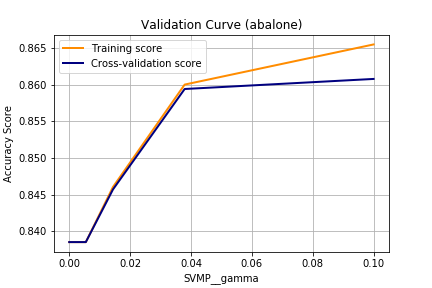 Validation Curve (abalone)
Training score
Cross-validation score
Accuracy Score
0.865
0.860
0.855
0.850
0.845
0.840
0.00 0.02 0.04 0.06 0.08 0.10
SVMP__gamma